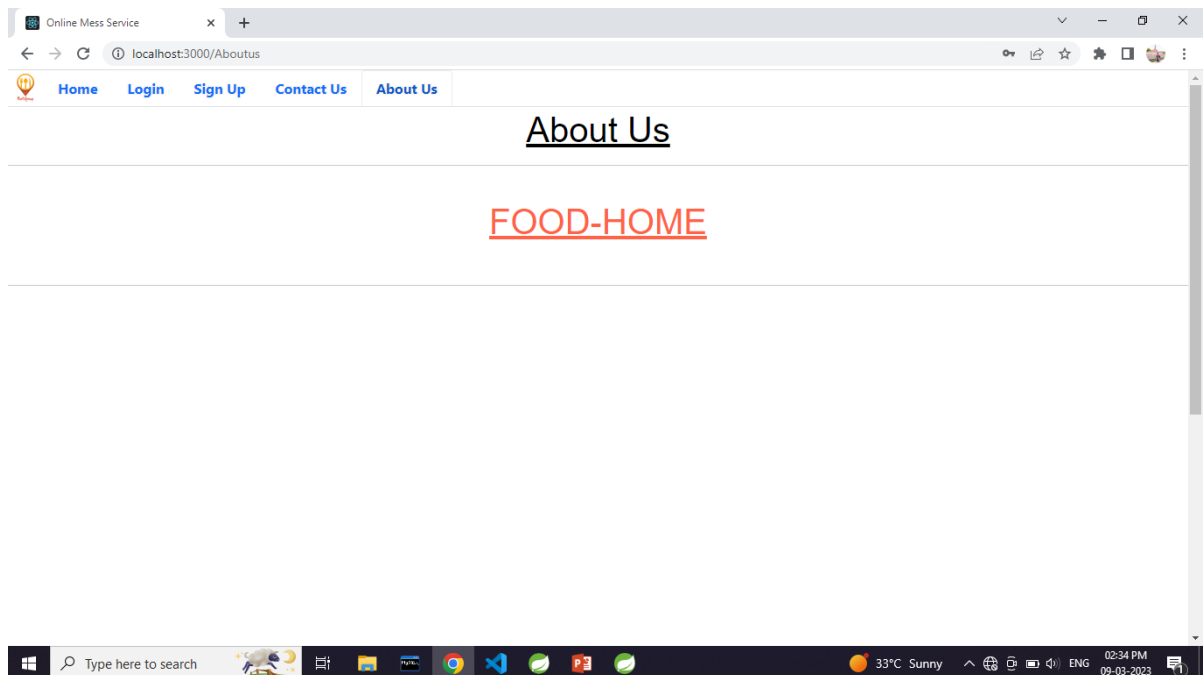 Online Mess Service
localhost:3000/Aboutus
Home Login Sign Up Contact Us About Us
About Us
FOOD-HOME
Type here to search
33°C Sunny
ENG
02:34 PM
09-03-2023
1